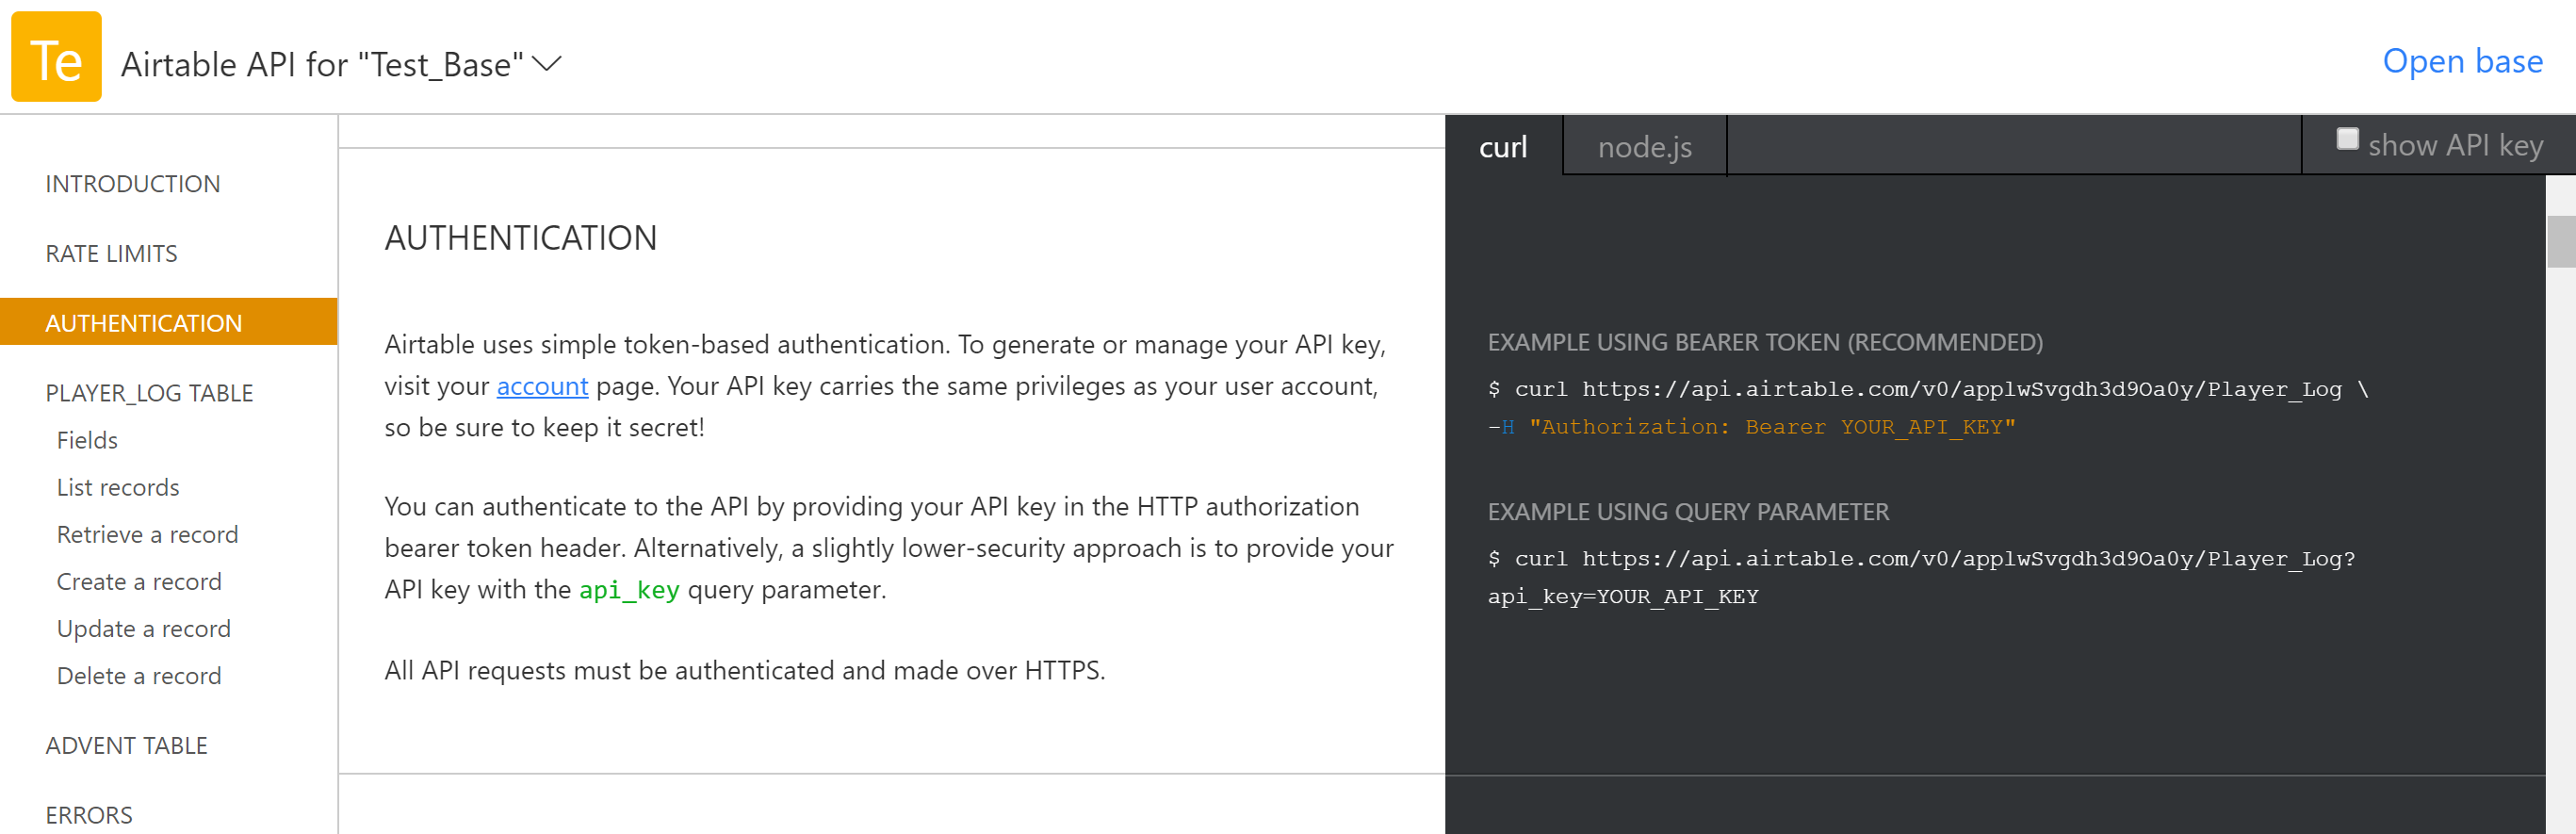 Te
Airtable API for "Test_Base"
Open base
INTRODUCTION
RATE LIMITS
AUTHENTICATION
PLAYER_LOG TABLE
Fields
List records
Retrieve a record
Create a record
Update a record
Delete a record
ADVENT TABLE
ERRORS
AUTHENTICATION
Airtable uses simple token-based authentication. To generate or manage your API key,
visit your account page. Your API key carries the same privileges as your user account,
so be sure to keep it secret!
You can authenticate to the API by providing your API key in the HTTP authorization
bearer token header. Alternatively, a slightly lower-security approach is to provide your
API key with the api_key query parameter.
All API requests must be authenticated and made over HTTPS.
curl
node.js
show API key
EXAMPLE USING BEARER TOKEN (RECOMMENDED)
$ curl https://api.airtable.com/v0/applwSvgdh3d9Oa0y/Player_Log \
-H "Authorization: Bearer YOUR_API_KEY"
EXAMPLE USING QUERY PARAMETER
$ curl https://api.airtable.com/v0/applwSvgdh3d9Oa0y/Player_Log?
api_key=YOUR_API_KEY